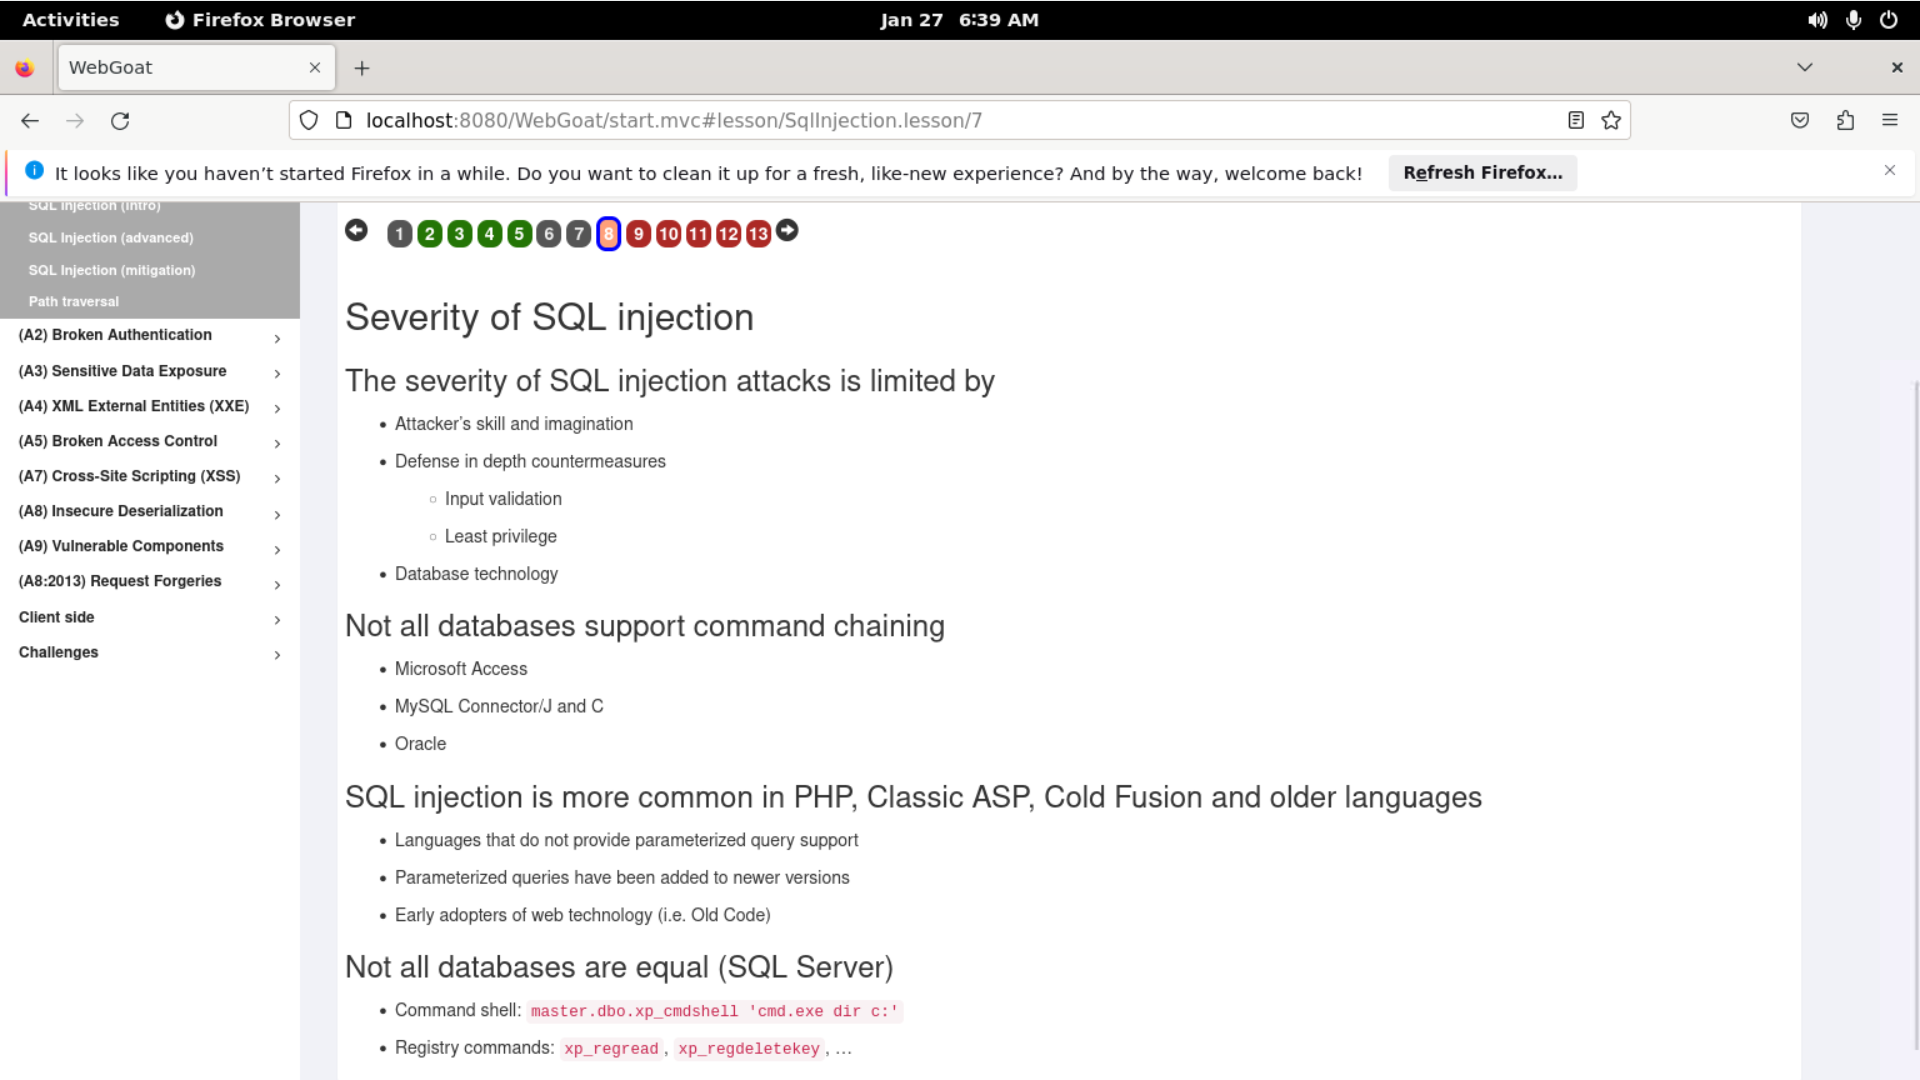 Activities Firefox Browser Jan 27 6:39 AM
WebGoat
localhost:8080/WebGoat/start.mvc#lesson/SqlInjection.lesson/7
It looks like you haven’t started Firefox in a while. Do you want to clean it up for a fresh, like-new experience? And by the way, welcome back! Refresh Firefox...
SQL Injection (intro)
SQL Injection (advanced)
SQL Injection (mitigation)
Path traversal
(A2) Broken Authentication
(A3) Sensitive Data Exposure
(A4) XML External Entities (XXE)
(A5) Broken Access Control
(A7) Cross-Site Scripting (XSS)
(A8) Insecure Deserialization
(A9) Vulnerable Components
(A8:2013) Request Forgeries
Client side
Challenges
1 2 3 4 5 6 7 8 9 10 11 12 13
Severity of SQL injection
The severity of SQL injection attacks is limited by
• Attacker’s skill and imagination
• Defense in depth countermeasures
◦ Input validation
◦ Least privilege
• Database technology
Not all databases support command chaining
• Microsoft Access
• MySQL Connector/J and C
• Oracle
SQL injection is more common in PHP, Classic ASP, Cold Fusion and older languages
• Languages that do not provide parameterized query support
• Parameterized queries have been added to newer versions
• Early adopters of web technology (i.e. Old Code)
Not all databases are equal (SQL Server)
• Command shell: master.dbo.xp_cmdshell 'cmd.exe dir c:'
• Registry commands: xp_regread, xp_regdeletekey, …